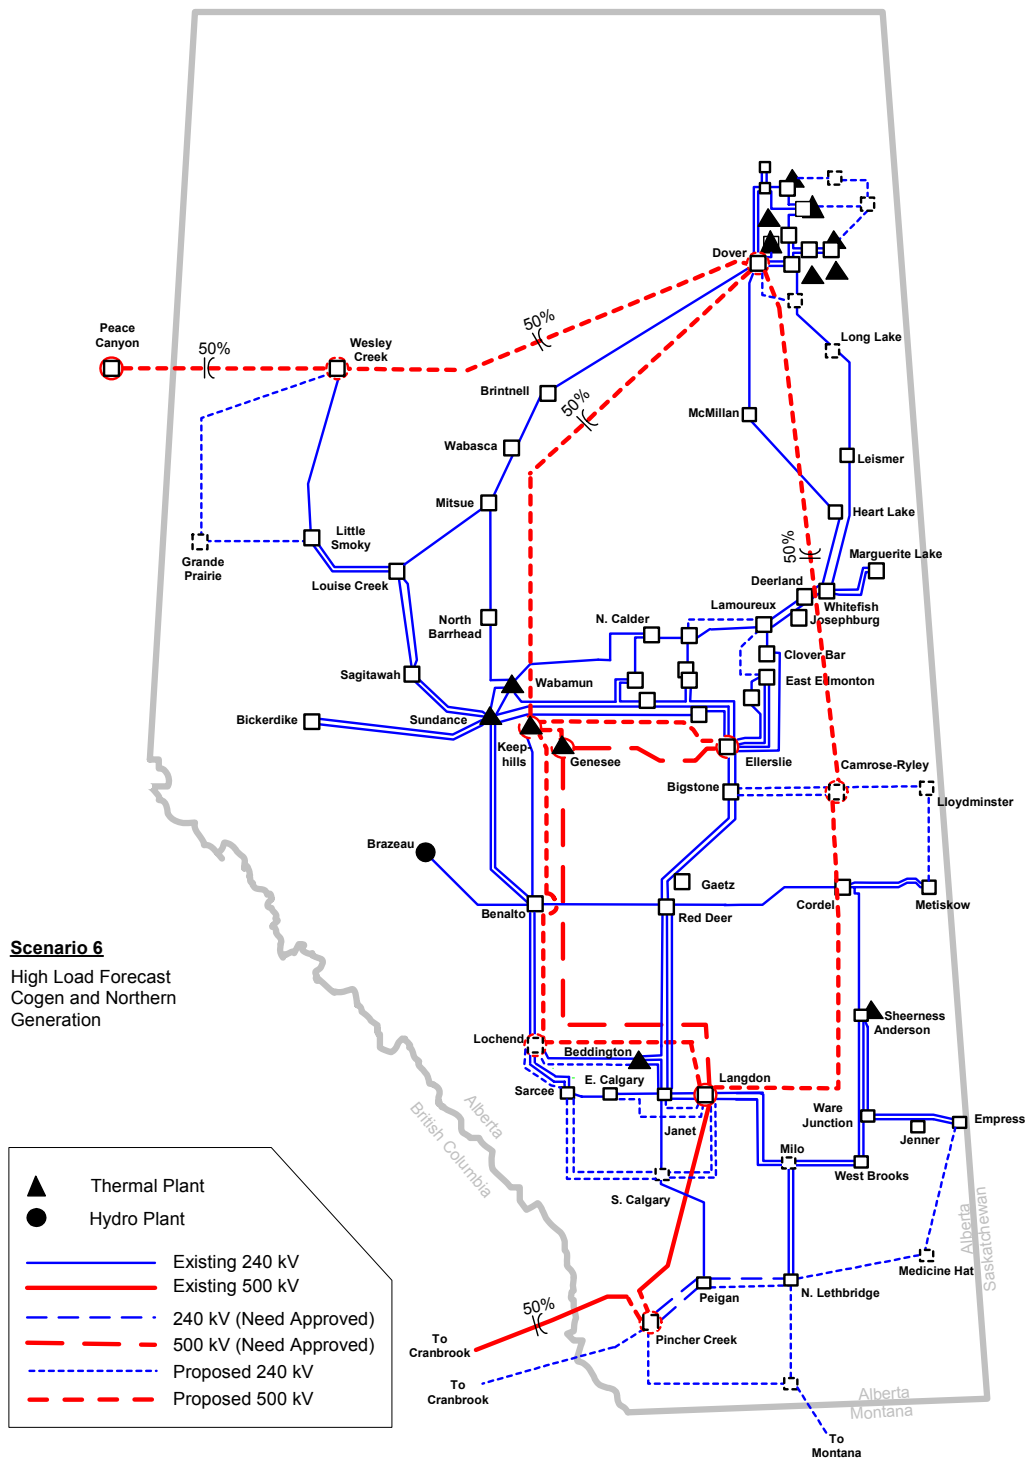 Dover
Peace
Canyon
50%
Wesley
Creek
50%
50%
Long Lake
Brintnell
McMillan
Wabasca
Leismer
Mitsue
Heart Lake
Little
Smoky
Grande
Prairie
Louise Creek
50%
Marguerite Lake
Deerland
Whitefish
Lamoureux
Josephburg
North
Barrhead
N. Calder
Clover Bar
Sagitawah
Wabamun
East Edmonton
Bickerdike
Sundance
Keep-
hills
Genesee
Ellerslie
Camrose-Ryley
Bigstone
Lloydminster
Brazeau
Gaetz
Benalto
Red Deer
Cordel
Metiskow
Scenario 6
High Load Forecast
Cogen and Northern
Generation
Sheerness
Anderson
Lochend
Beddington
Langdon
Sarcee
E. Calgary
Janet
Ware
Junction
Empress
Jenner
Alberta
British Columbia
Milo
West Brooks
S. Calgary
Alberta
Saskatchewan
Medicine Hat
Peigan
N. Lethbridge
50%
Pincher Creek
To
Cranbrook
To
Cranbrook
Alberta
Montana
To
Montana
Thermal Plant
Hydro Plant
Existing 240 kV
Existing 500 kV
240 kV (Need Approved)
500 kV (Need Approved)
Proposed 240 kV
Proposed 500 kV